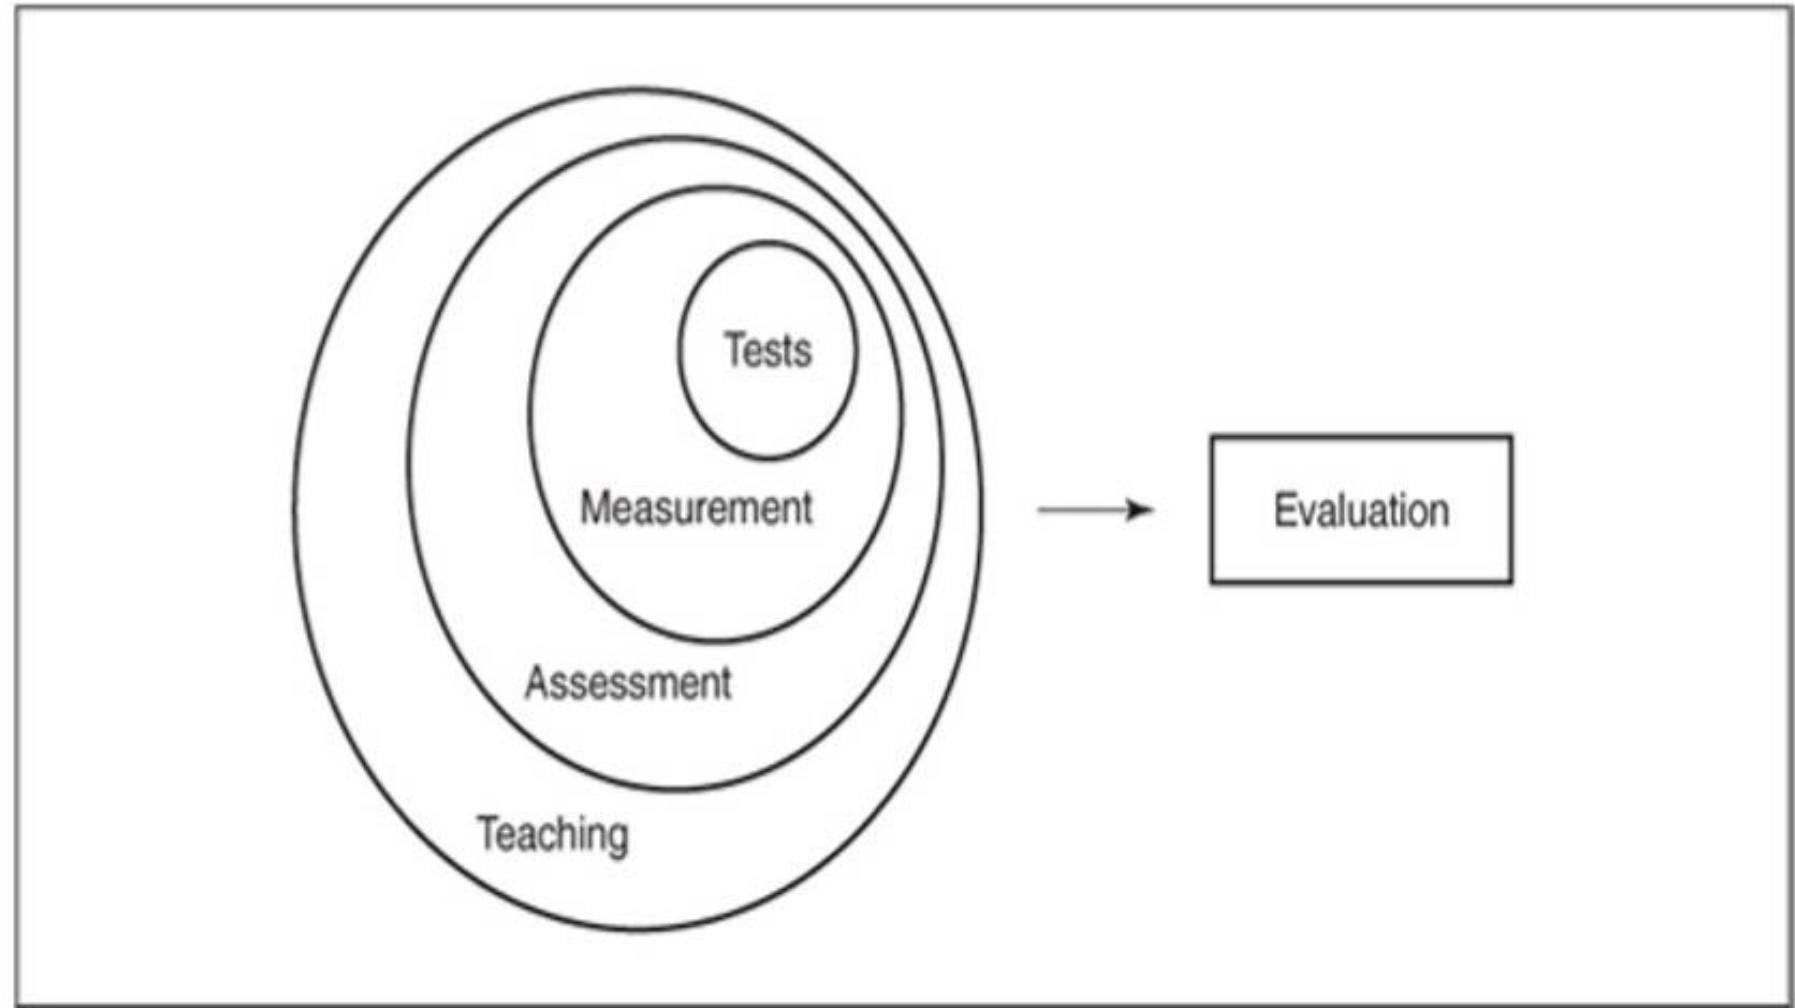 Tests
Measurement
Assessment
Teaching
Evaluation